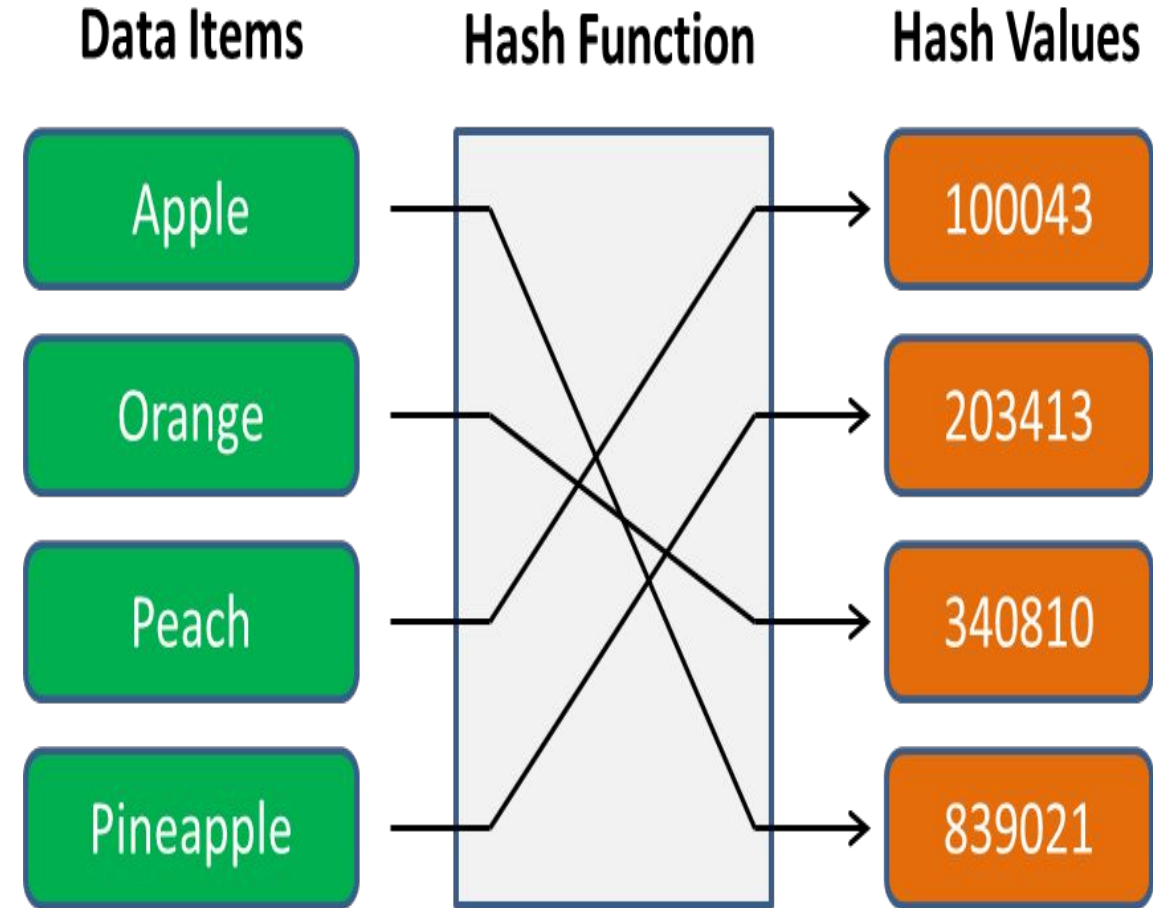 Data Items
Hash Function
Hash Values
Apple
100043
Orange
203413
Peach
340810
Pineapple
839021